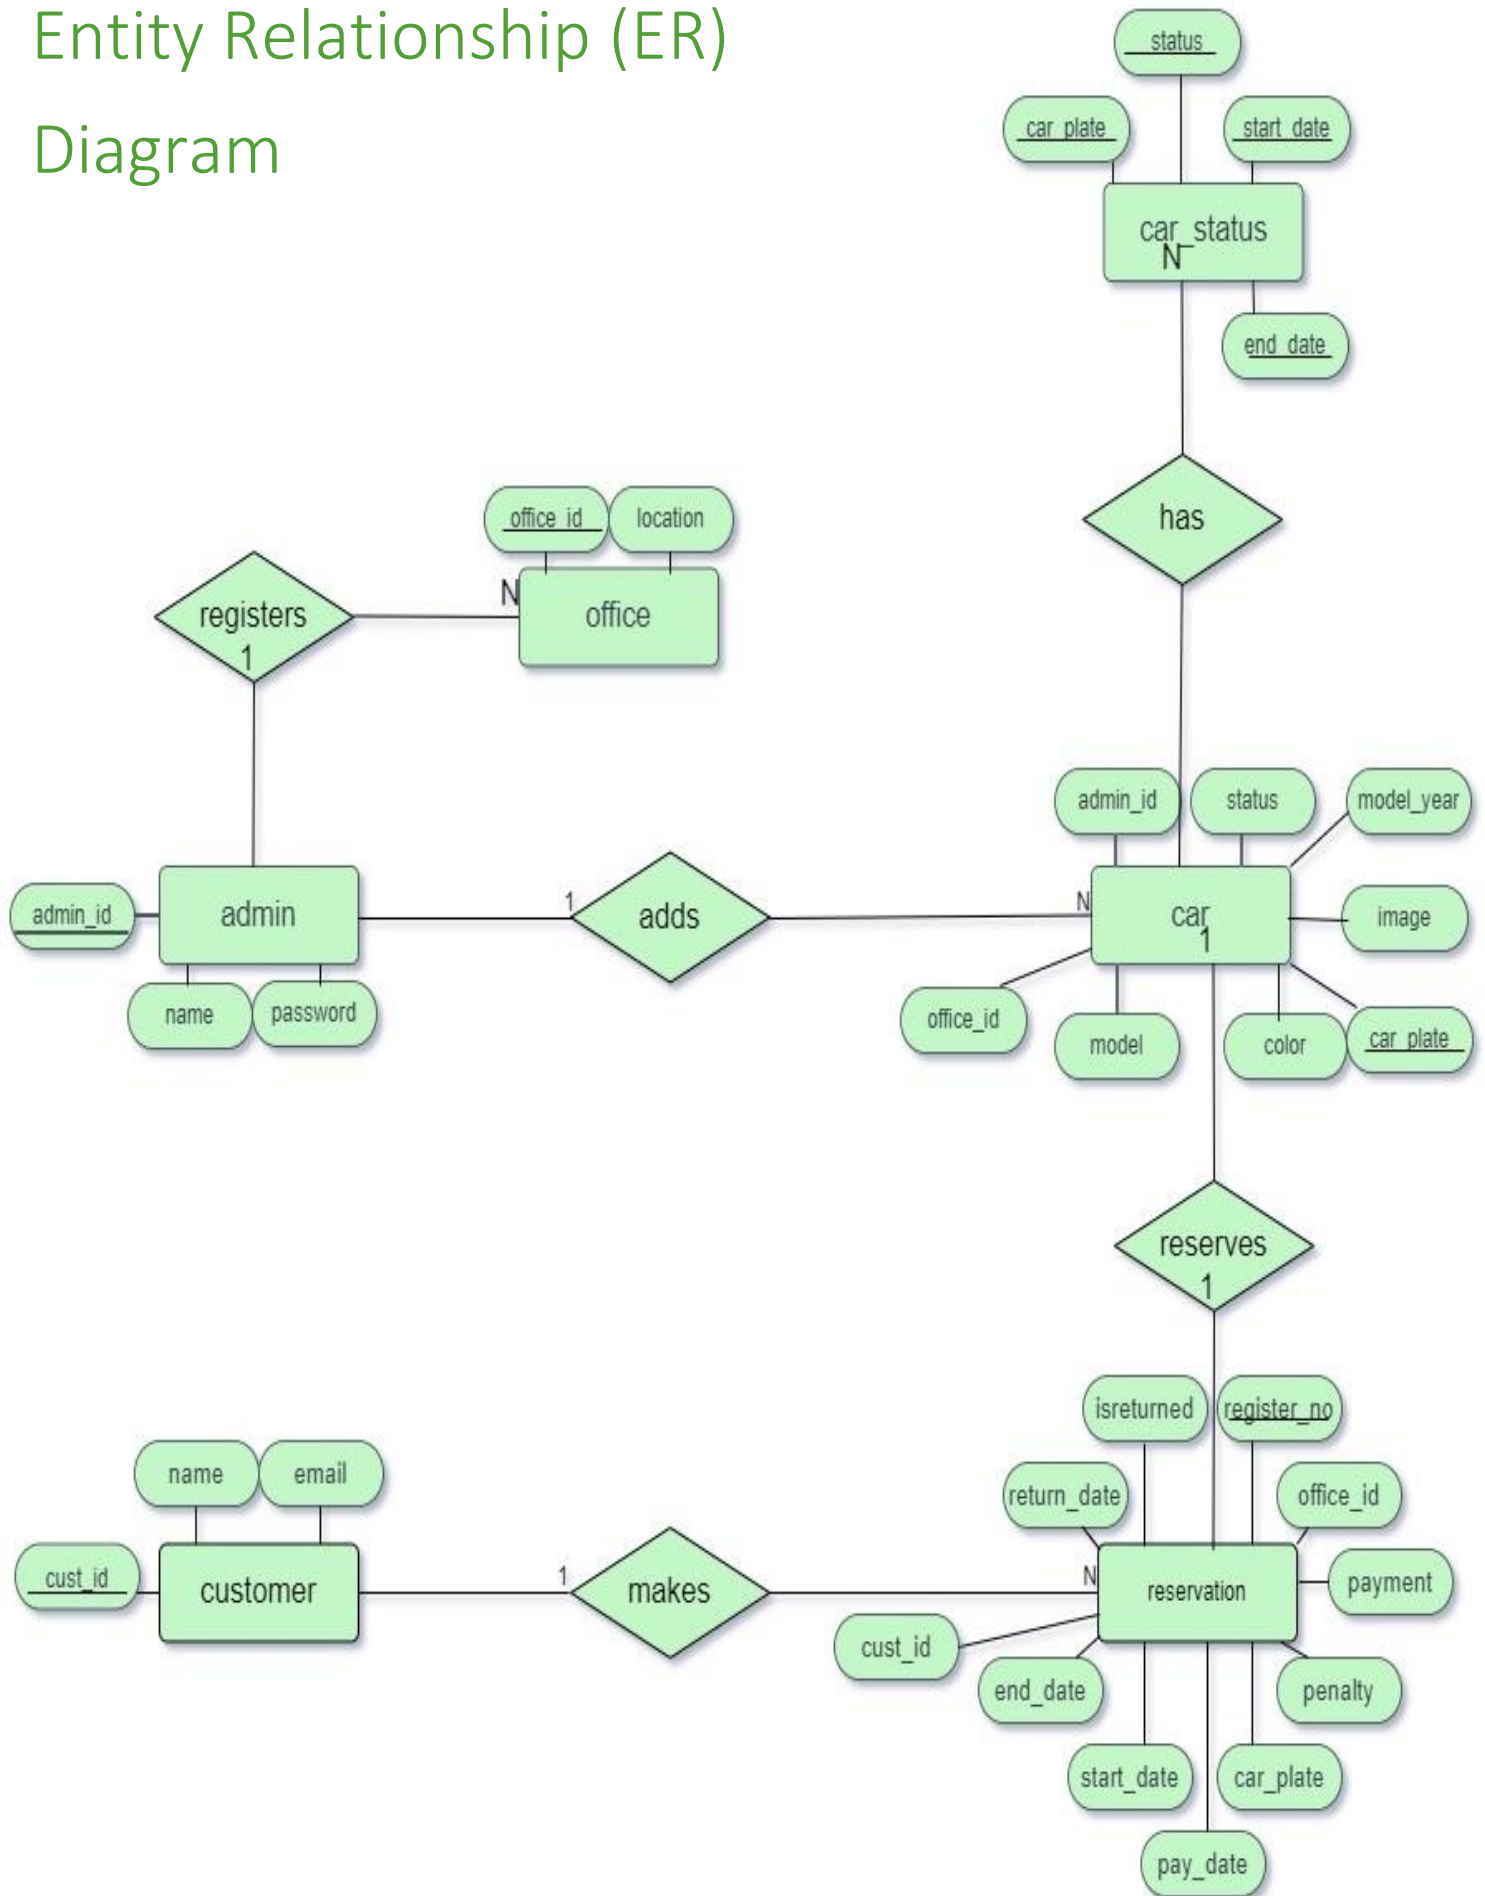 Entity Relationship (ER)
Diagram
status
car_plate
start_date
car_status
N
end_date
office_id
location
has
registers
N
office
1
admin_id
status
model_year
admin_id
admin
1
adds
N
car
1
image
name
password
office_id
model
color
car_plate
reserves
1
isreturned
register_no
name
email
return_date
office_id
cust_id
customer
1
makes
N
reservation
payment
cust_id
end_date
penalty
start_date
car_plate
pay_date